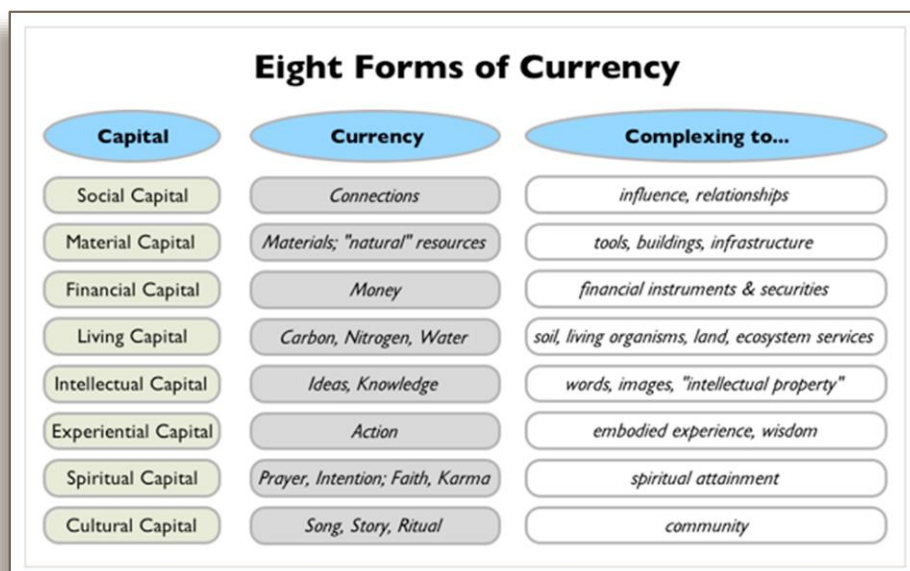 Eight Forms of Currency
Capital Currency Complexing to...
Social Capital Connections influence, relationships
Material Capital Materials; "natural" resources tools, buildings, infrastructure
Financial Capital Money financial instruments & securities
Living Capital Carbon, Nitrogen, Water soil, living organisms, land, ecosystem services
Intellectual Capital Ideas, Knowledge words, images, "intellectual property"
Experiential Capital Action embodied experience, wisdom
Spiritual Capital Prayer, Intention; Faith, Karma spiritual attainment
Cultural Capital Song, Story, Ritual community